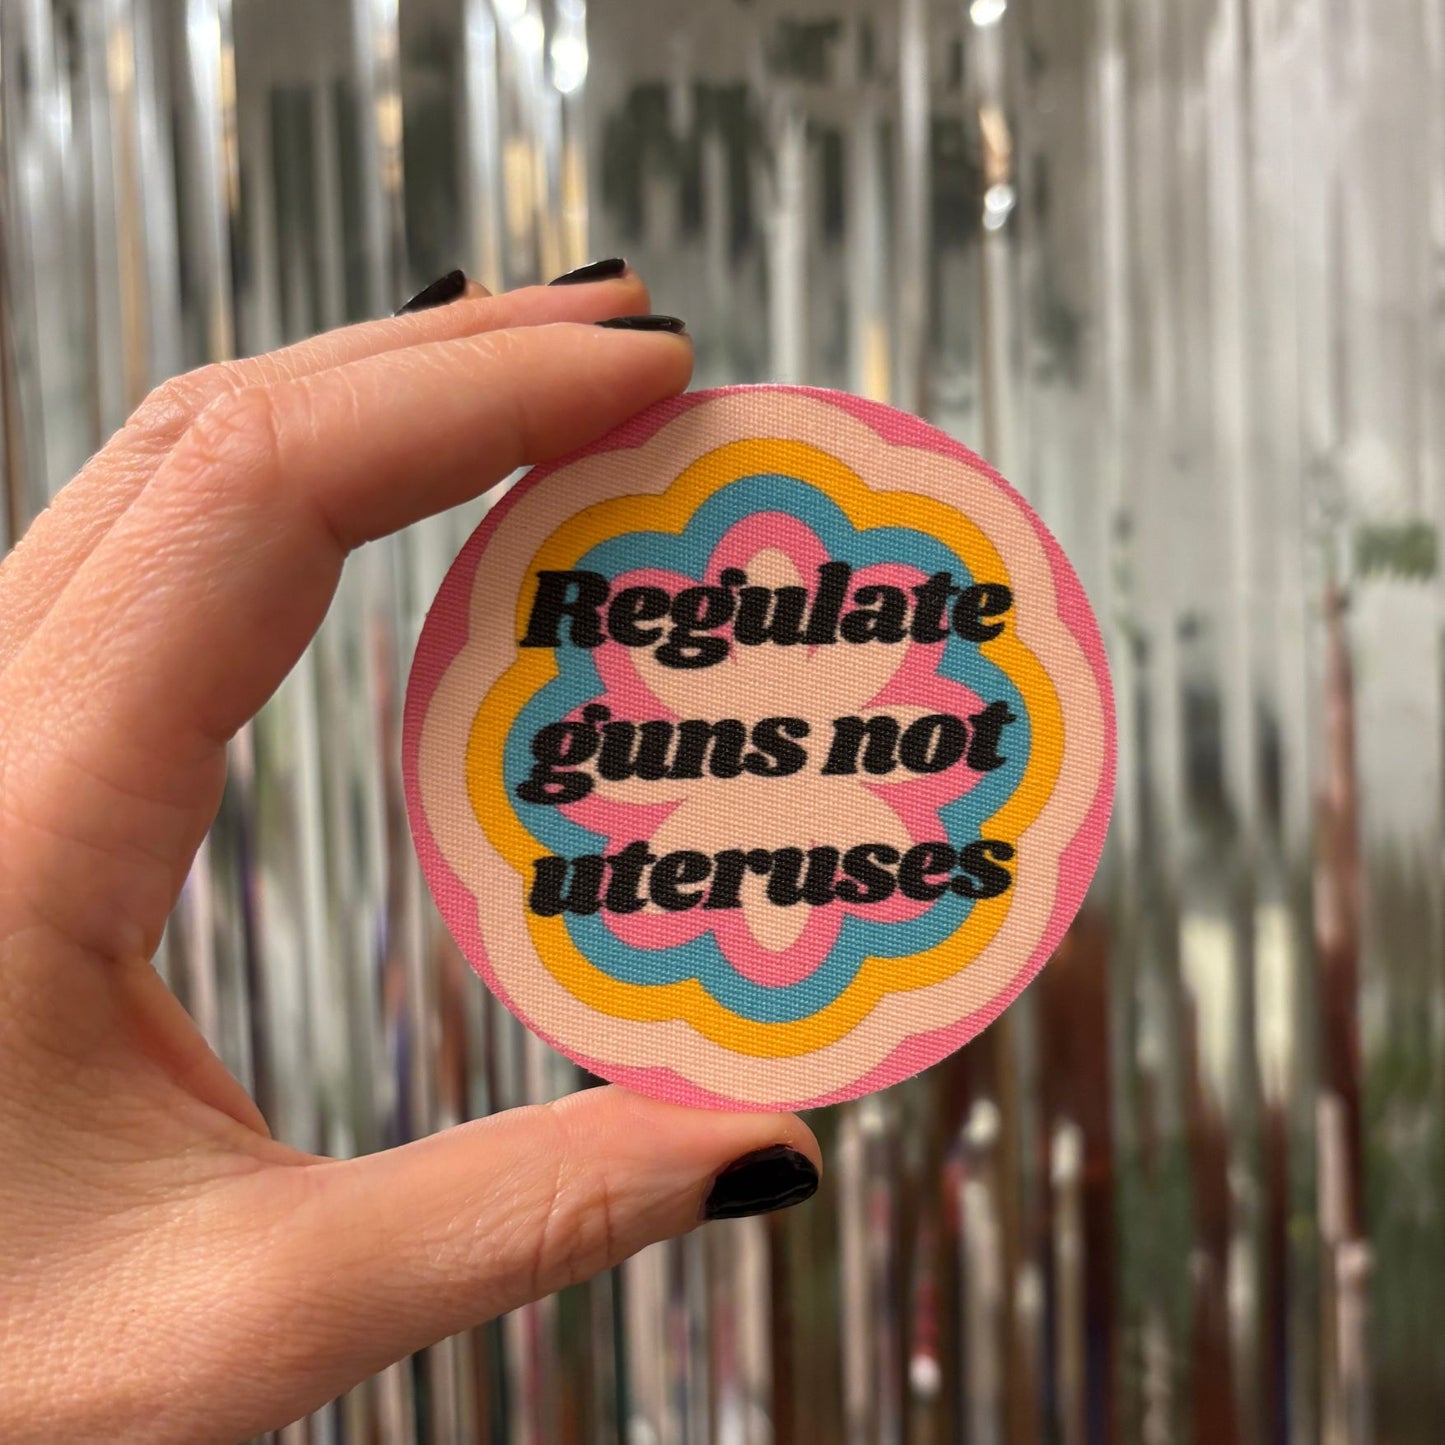 Regulate
guns not
uteruses